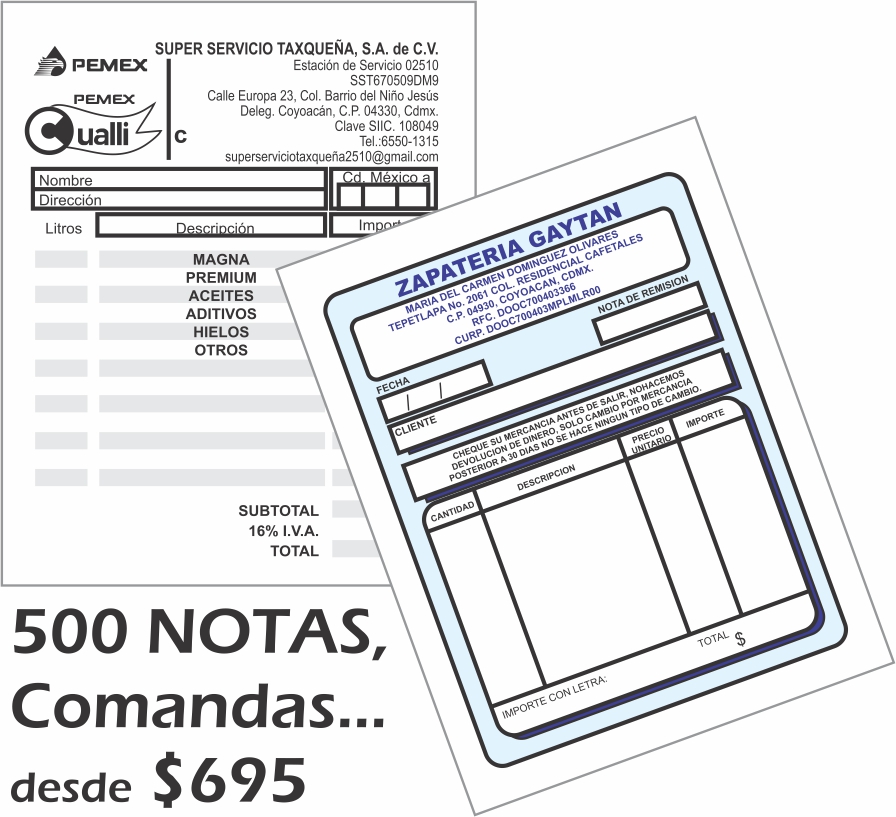 PEMEX
PEMEX
Cualli
C
SUPER SERVICIO TAXQUEÑA, S.A. de C.V.
Estación de Servicio 02510
SST670509DM9
Calle Europa 23, Col. Barrio del Niño Jesús
Deleg. Coyoacán, C.P. 04330, Cdmx.
Clave SIIC. 108049
Tel.:6550-1315
superserviciotaxqueña2510@gmail.com
Nombre
Cd. México a
Dirección
Litros Descripción Import
MAGNA
PREMIUM
ACEITES
ADITIVOS
HIELOS
OTROS
SUBTOTAL
16% I.V.A.
TOTAL
ZAPATERIA GAYTAN
MARIA DEL CARMEN DOMINGUEZ OLIVARES
TEPETLAPA No. 2061 COL. RESIDENCIAL CAFETALES
C.P. 04930, COYOACAN, CDMX.
RFC. DOOC700403366
CURP. DOOC700403MPLMLR00
NOTA DE REMISION
FECHA
/ /
CLIENTE
CHEQUE SU MERCANCIA ANTES DE SALIR, NOHACEMOS
DEVOLUCION DE DINERO, SOLO CAMBIO POR MERCANCIA
POSTERIOR A 30 DIAS NO SE HACE NINGUN TIPO DE CAMBIO.
CANTIDAD DESCRIPCION PRECIO UNITARIO IMPORTE
TOTAL $
IMPORTE CON LETRA:
500 NOTAS,
Comandas...
desde $695